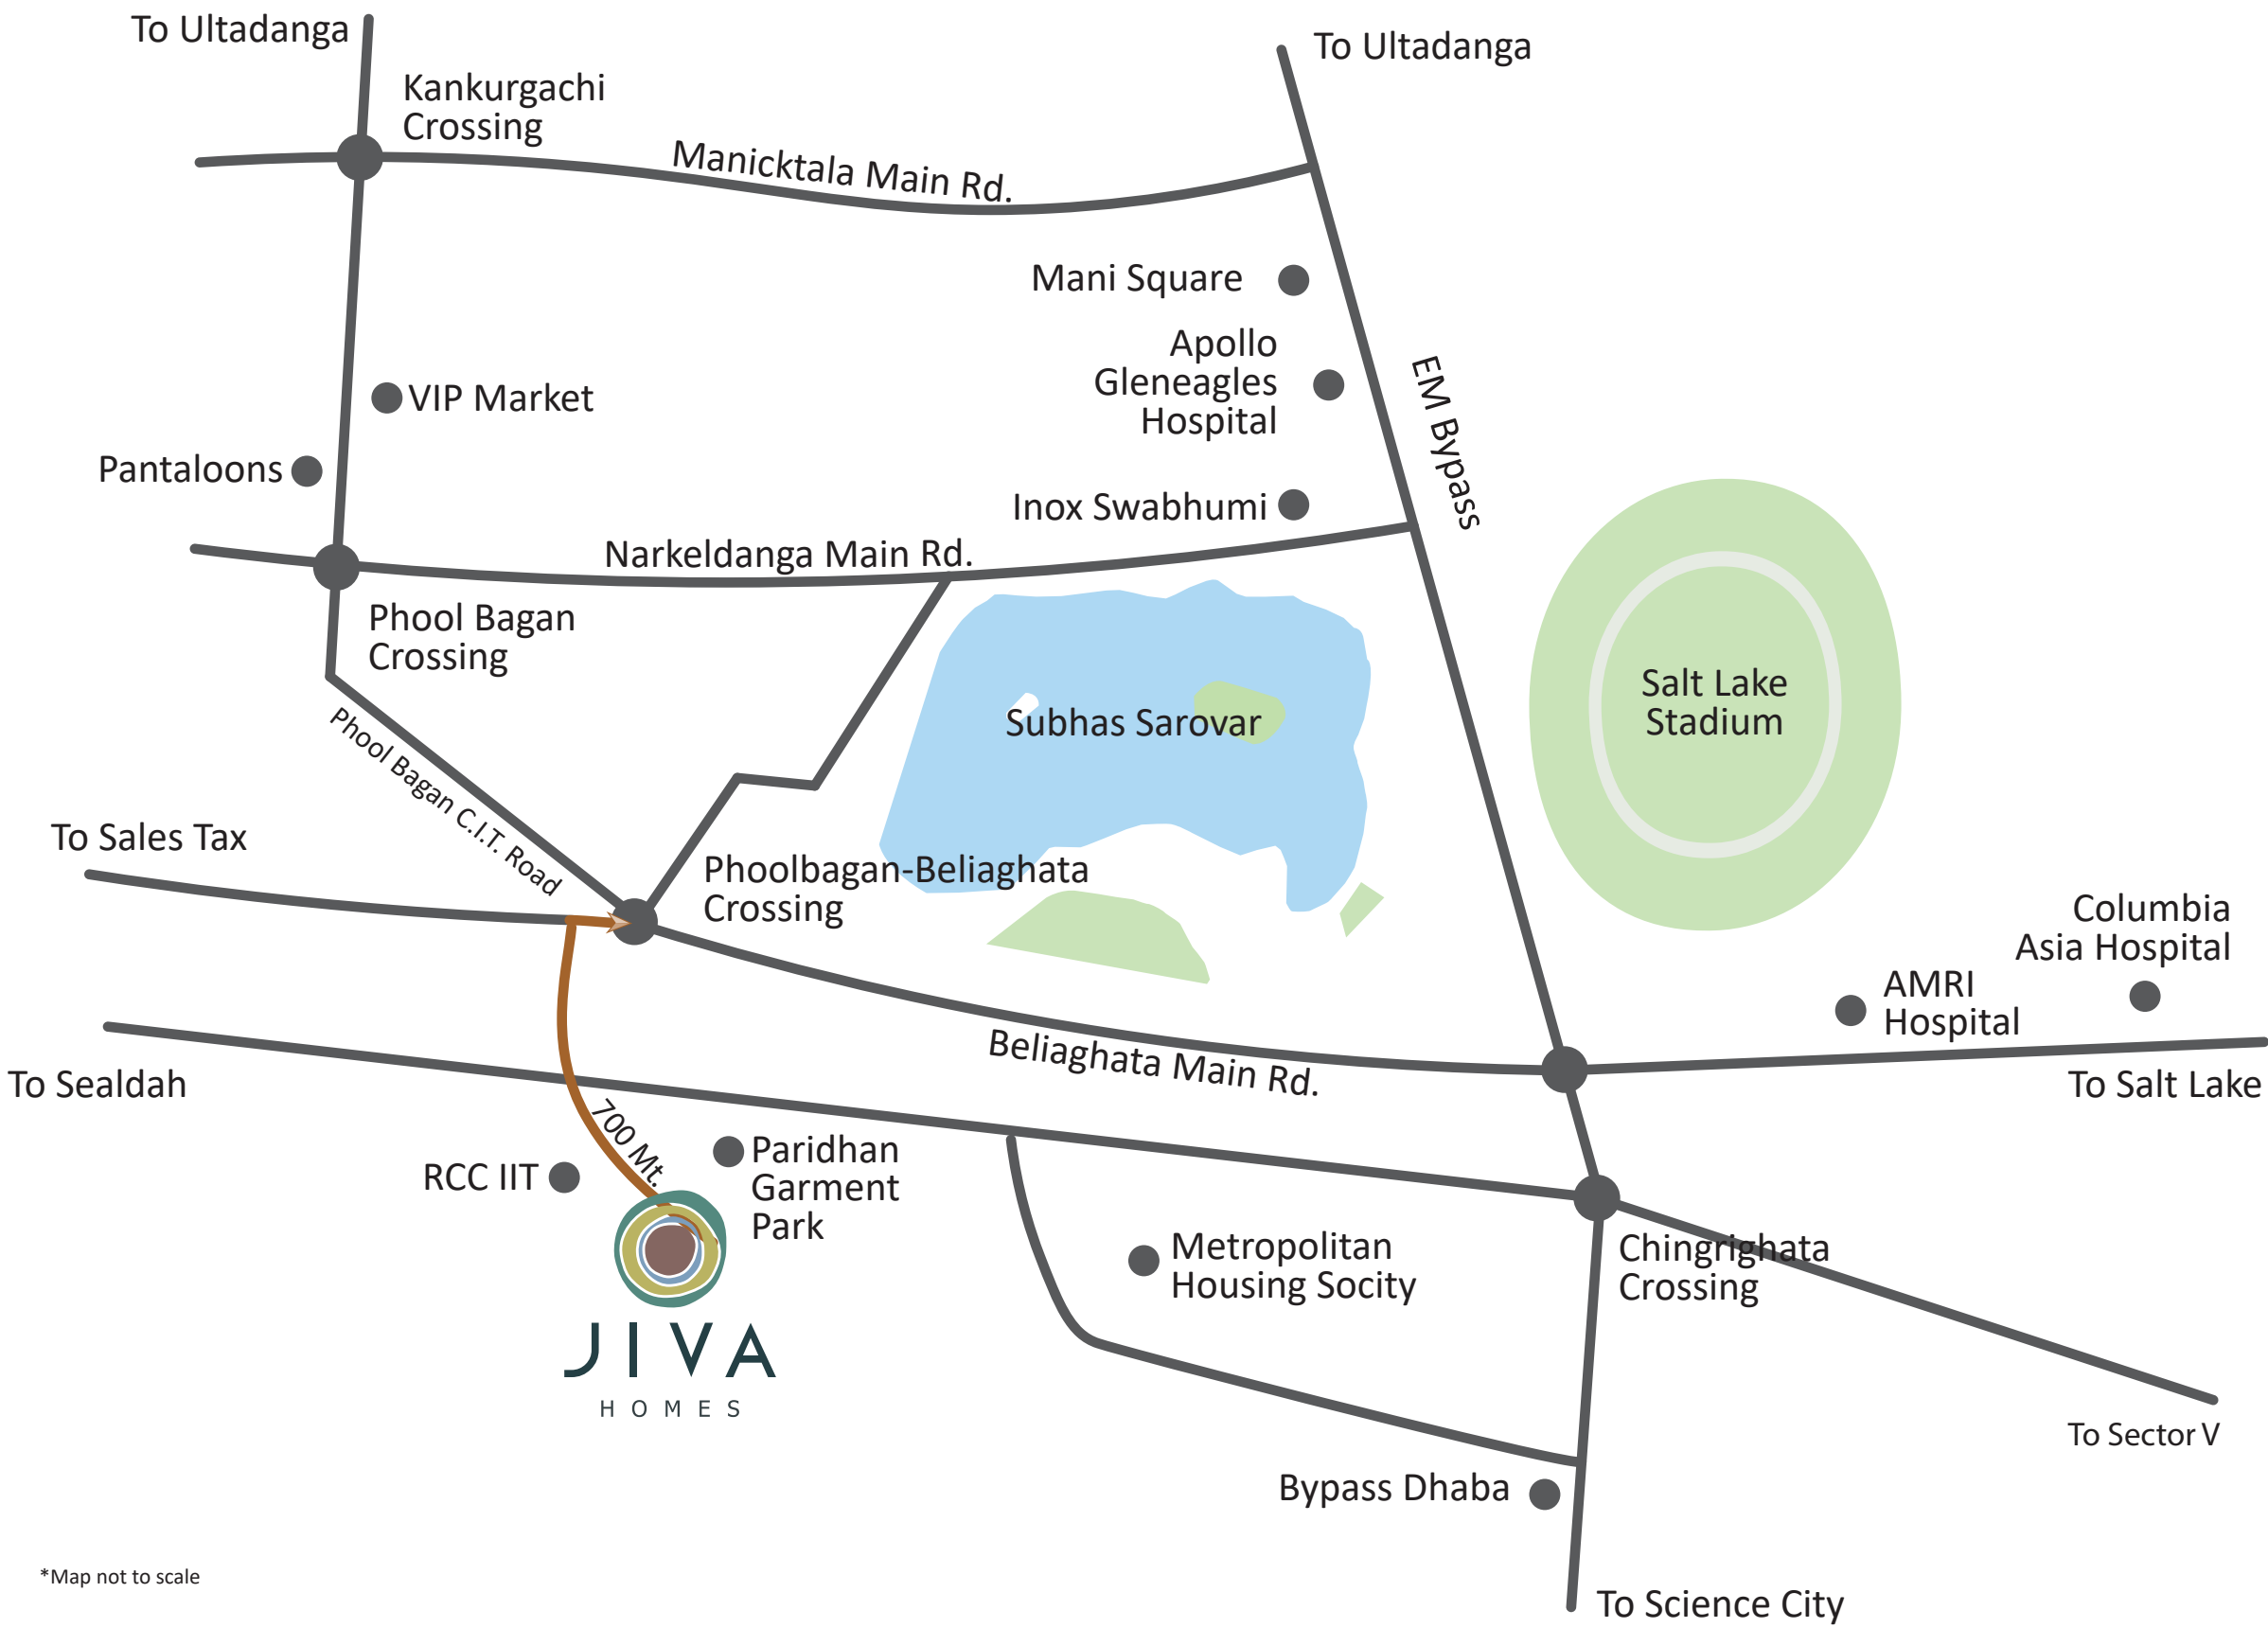 To Ultadanga
To Ultadanga
Kankurgachi
Crossing
Manicktala Main Rd.
Mani Square
Apollo
Gleneagles
Hospital
EM Bypass
VIP Market
Pantaloons
Inox Swabhumi
Narkeldanga Main Rd.
Phool Bagan
Crossing
Salt Lake
Stadium
Subhas Sarovar
Phool Bagan C.I.T. Road
To Sales Tax
Phoolbagan-Beliaghata
Crossing
Columbia
Asia Hospital
AMRI
Hospital
Beliaghata Main Rd.
To Sealdah
To Salt Lake
700 Mt.
RCC IIT
Paridhan
Garment
Park
Metropolitan
Housing Socity
Chingrighata
Crossing
JIVA
HOMES
To Sector V
Bypass Dhaba
*Map not to scale
To Science City